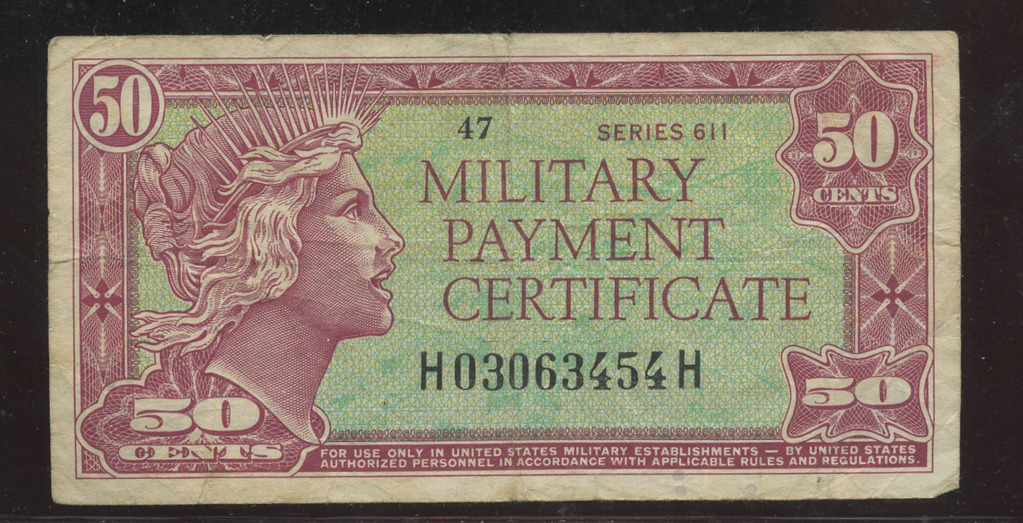 50
47 SERIES 611
50
CENTS
MILITARY
PAYMENT
CERTIFICATE
H03063454H
50
50
CENTS
FOR USE ONLY IN UNITED STATES MILITARY ESTABLISHMENTS — BY UNITED STATES
AUTHORIZED PERSONNEL IN ACCORDANCE WITH APPLICABLE RULES AND REGULATIONS.